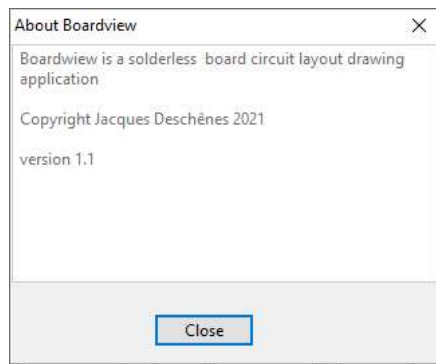 About Boardview
Boardwiew is a solderless  board circuit layout drawing
application
Copyright Jacques Deschênes 2021
version 1.1
Close